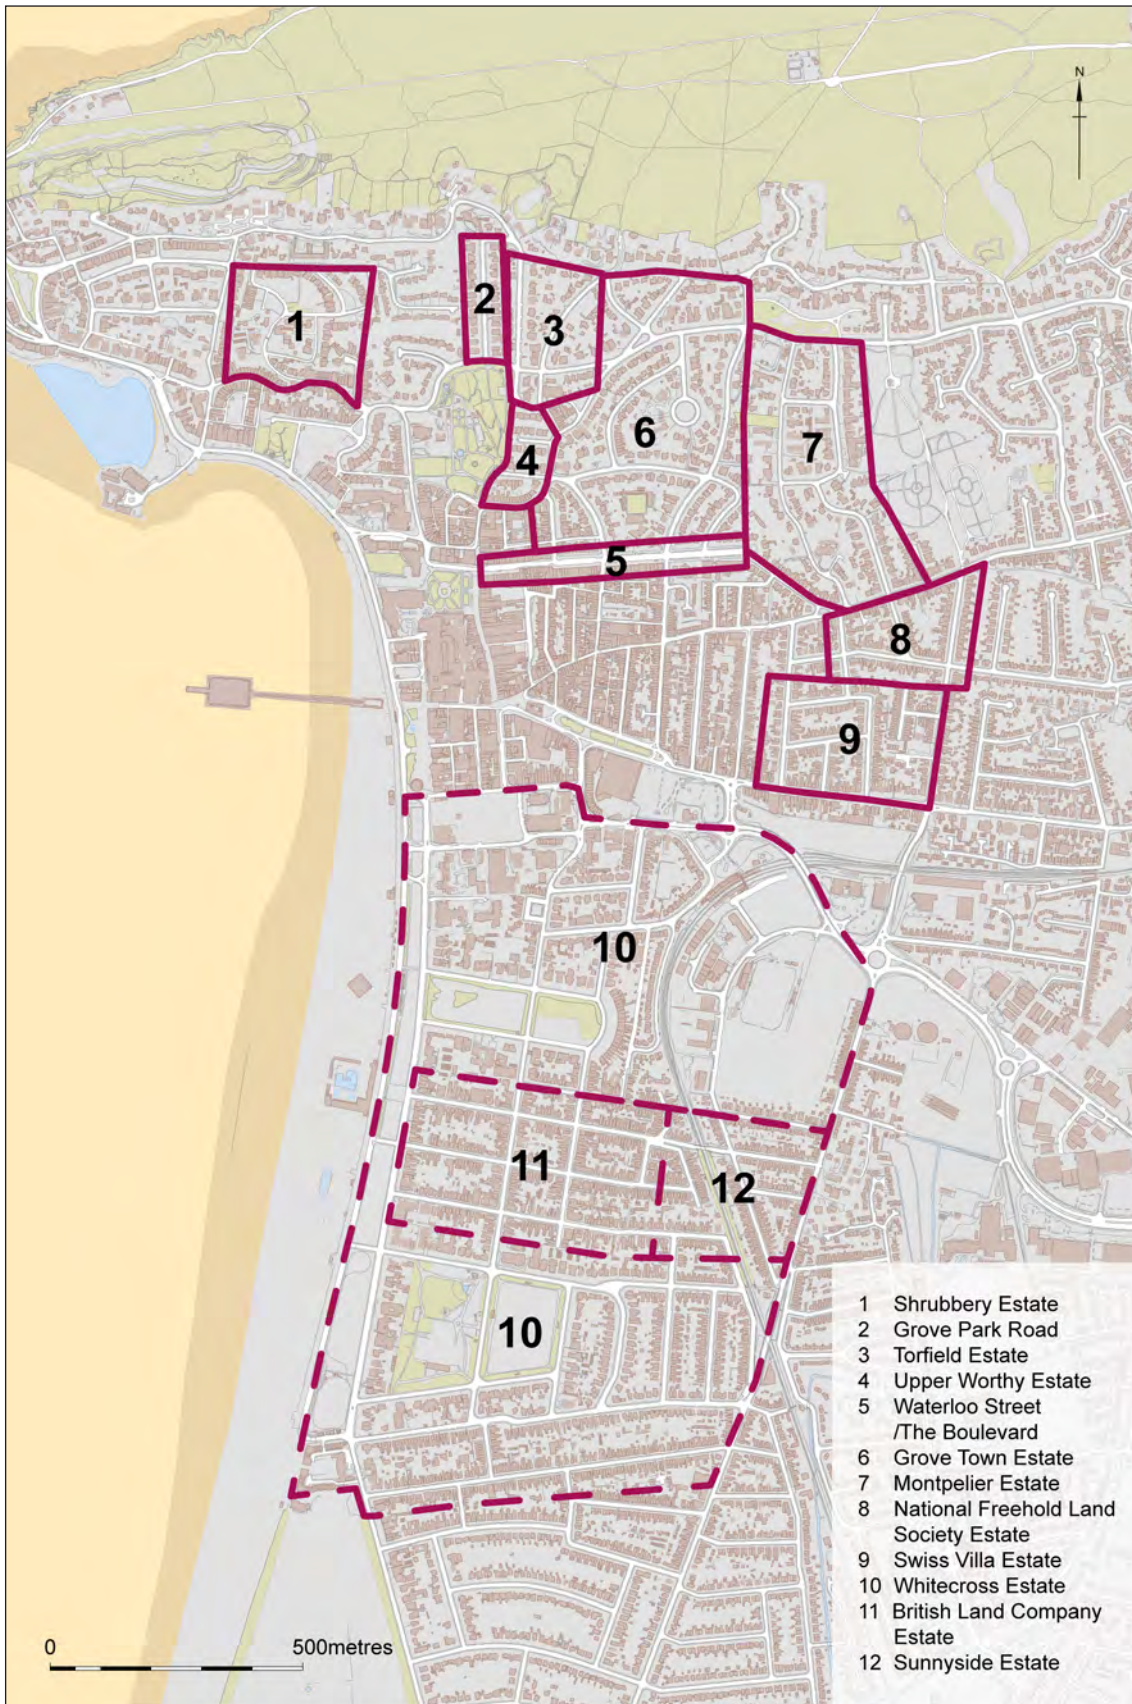 N
1
2
3
4
5
6
7
8
9
10
11
12
10
0 500metres
1 Shrubbery Estate
2 Grove Park Road
3 Torfield Estate
4 Upper Worthy Estate
5 Waterloo Street
/The Boulevard
6 Grove Town Estate
7 Montpelier Estate
8 National Freehold Land
Society Estate
9 Swiss Villa Estate
10 Whitecross Estate
11 British Land Company
Estate
12 Sunnyside Estate